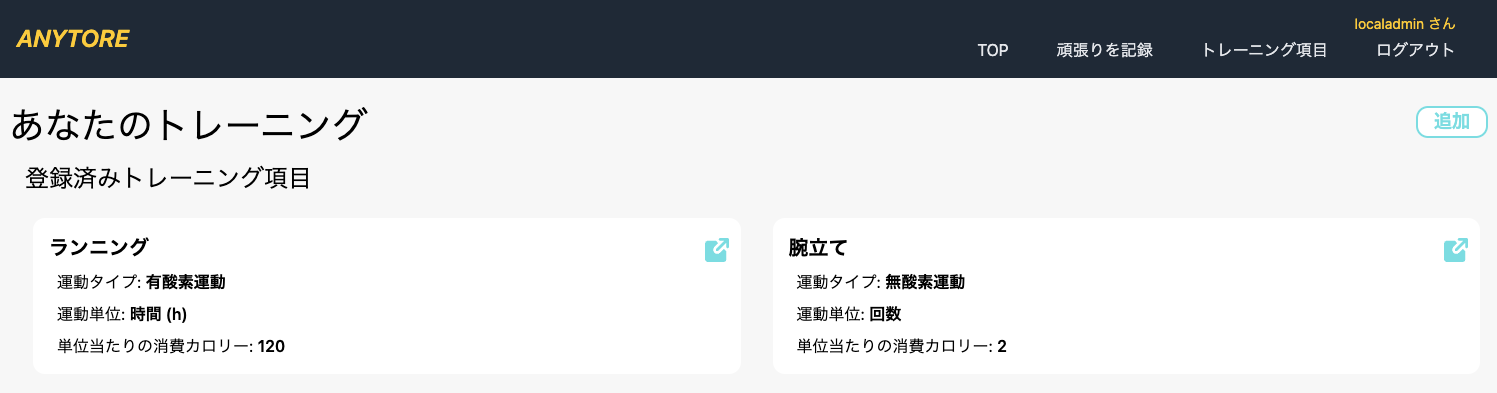 ANYTORE
localadmin さん
TOP 頑張りを記録 トレーニング項目 ログアウト
あなたのトレーニング
追加
登録済みトレーニング項目
ランニング
運動タイプ: 有酸素運動
運動単位: 時間 (h)
単位当たりの消費カロリー: 120
腕立て
運動タイプ: 無酸素運動
運動単位: 回数
単位当たりの消費カロリー: 2